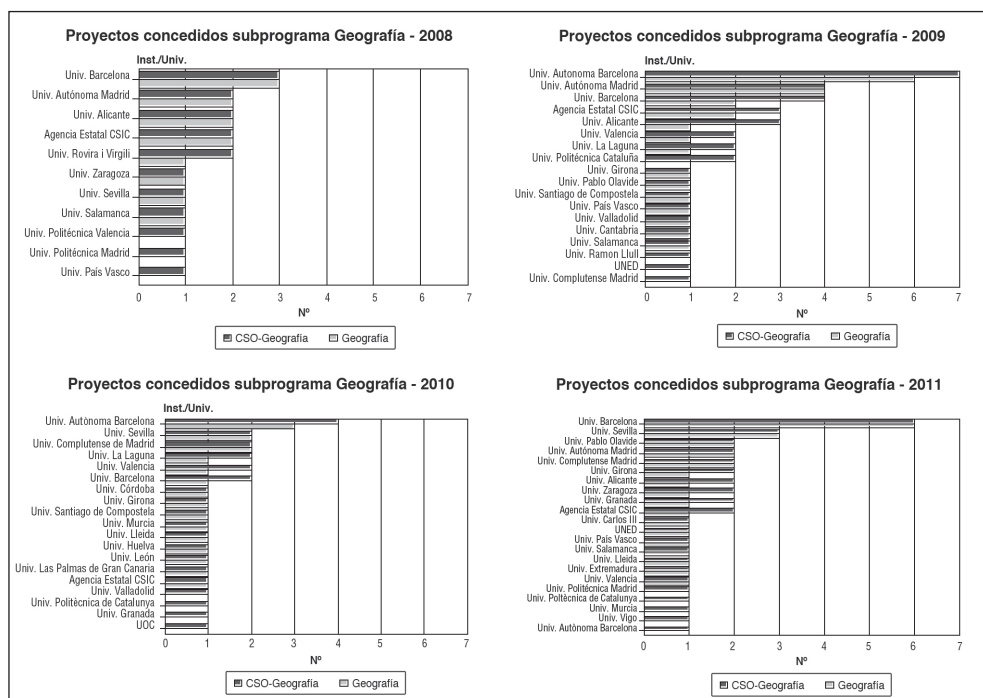 Proyectos concedidos subprograma Geografía - 2008
Inst./Univ.
Univ. Barcelona
Univ. Autónoma Madrid
Univ. Alicante
Agencia Estatal CSIC
Univ. Rovira i Virgili
Univ. Zaragoza
Univ. Sevilla
Univ. Salamanca
Univ. Politécnica Valencia
Univ. Politécnica Madrid
Univ. País Vasco
0 1 2 3 4 5 6 7
Nº
CSO-Geografía Geografía
Proyectos concedidos subprograma Geografía - 2009
Inst./Univ.
Univ. Autonoma Barcelona
Univ. Autónoma Madrid
Univ. Barcelona
Agencia Estatal CSIC
Univ. Alicante
Univ. Valencia
Univ. La Laguna
Univ. Politécnica Cataluña
Univ. Girona
Univ. Pablo Olavide
Univ. Santiago de Compostela
Univ. País Vasco
Univ. Valladolid
Univ. Cantabria
Univ. Salamanca
Univ. Ramon Llull
UNED
Univ. Complutense Madrid
0 1 2 3 4 5 6 7
Nº
CSO-Geografía Geografía
Proyectos concedidos subprograma Geografía - 2010
Inst./Univ.
Univ. Autònoma Barcelona
Univ. Sevilla
Univ. Complutense de Madrid
Univ. La Laguna
Univ. Valencia
Univ. Barcelona
Univ. Córdoba
Univ. Girona
Univ. Santiago de Compostela
Univ. Murcia
Univ. Lleida
Univ. Huelva
Univ. León
Univ. Las Palmas de Gran Canaria
Agencia Estatal CSIC
Univ. Valladolid
Univ. Politècnica de Catalunya
Univ. Granada
UOC
0 1 2 3 4 5 6 7
Nº
CSO-Geografía Geografía
Proyectos concedidos subprograma Geografía - 2011
Univ. Barcelona
Univ. Sevilla
Univ. Pablo Olavide
Univ. Autónoma Madrid
Univ. Complutense Madrid
Univ. Girona
Univ. Alicante
Univ. Zaragoza
Univ. Granada
Agencia Estatal CSIC
Univ. Carlos III
UNED
Univ. País Vasco
Univ. Salamanca
Univ. Lleida
Univ. Extremadura
Univ. Valencia
Univ. Politécnica Madrid
Univ. Poltècnica de Catalunya
Univ. Murcia
Univ. Vigo
Univ. Autònoma Barcelona
0 1 2 3 4 5 6 7
Nº
CSO-Geografía Geografía